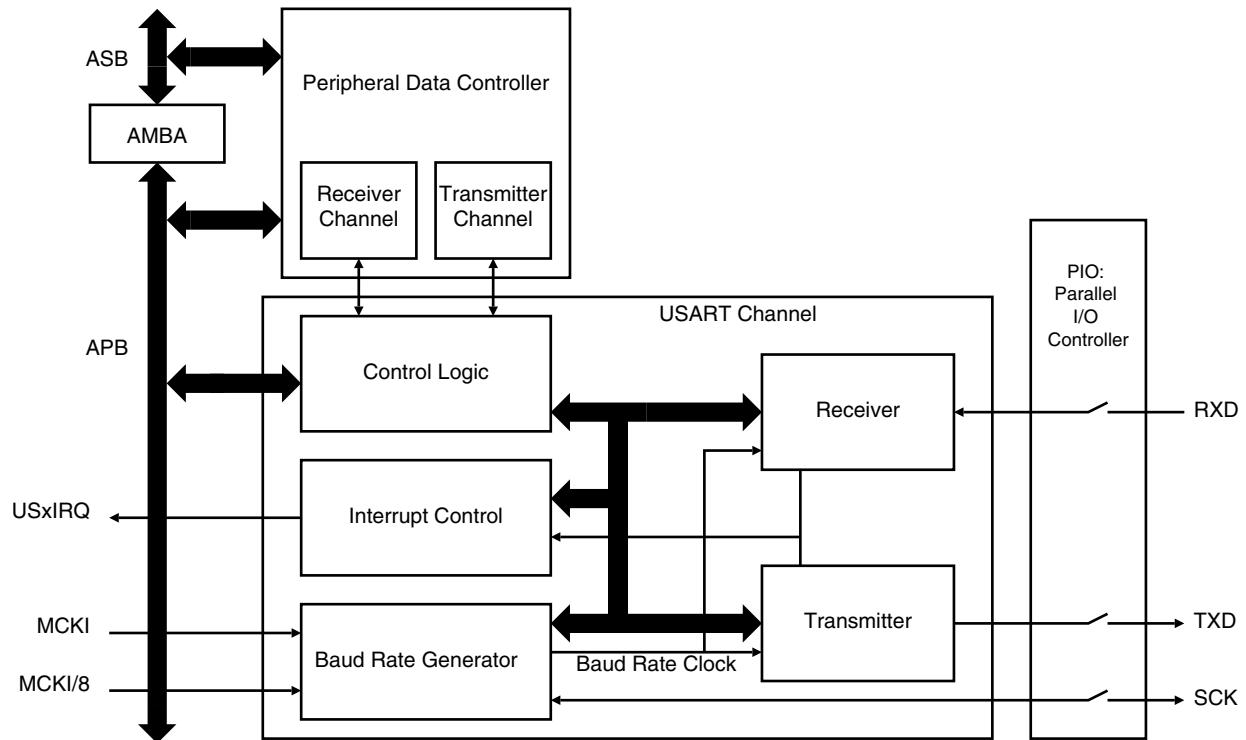 ASB
Peripheral Data Controller
AMBA
Receiver
Channel
Transmitter
Channel
PIO:
Parallel
I/O
Controller
USART Channel
APB
Control Logic
Receiver
RXD
USxIRQ
Interrupt Control
MCKI
Transmitter
TXD
Baud Rate Generator
Baud Rate Clock
MCKI/8
SCK